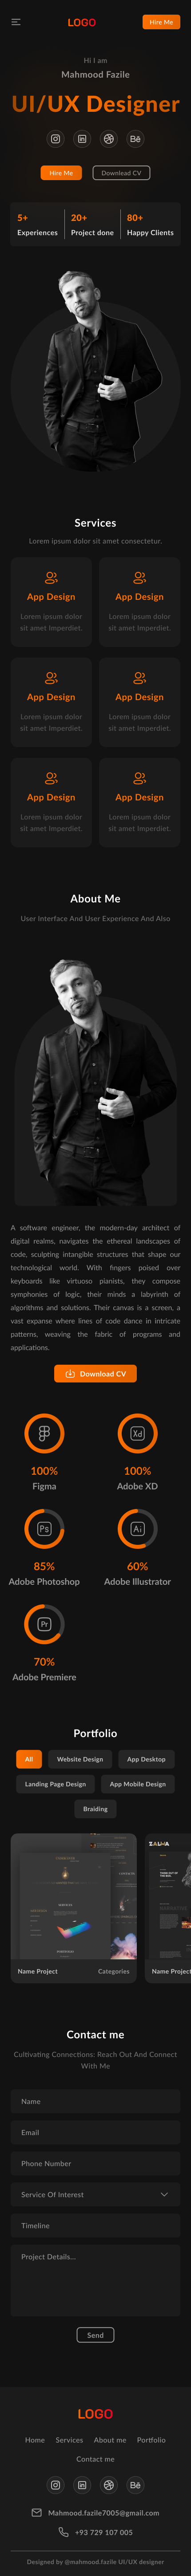 LOGO
Hire Me
Hi I am
Mahmood Fazile
UI/UX Designer
Hire Me
Downlead CV
5+
20+
80+
Experiences
Project done
Happy Clients
Services
Lorem ipsum dolor sit amet consectetur.
App Design
App Design
Lorem ipsum dolor
Lorem ipsum dolor
sit amet Imperdiet.
sit amet Imperdiet.
App Design
App Design
Lorem ipsum dolor
Lorem ipsum dolor
sit amet Imperdiet.
sit amet Imperdiet.
App Design
App Design
Lorem ipsum dolor
Lorem ipsum dolor
sit amet Imperdiet.
sit amet Imperdiet.
About Me
User Interface And User Experience And Also
A software engineer, the modern-day architect of
digital realms, navigates the ethereal landscapes of
code, sculpting intangible structures that shape our
technological world. With fingers poised over
keyboards like virtuoso pianists, they compose
symphonies of logic, their minds a labyrinth of
algorithms and solutions. Their canvas is a screen, a
vast expanse where lines of code dance in intricate
patterns, weaving the fabric of programs and
applications.
Download CV
Xd
100%
100%
Figma
Adobe XD
Ps
Ai
85%
60%
Adobe Photoshop
Adobe Illustrator
Pr
70%
Adobe Premiere
Portfolio
All
Website Design
App Desktop
Landing Page Design
App Mobile Design
Braiding
Name Project
Categories
Name Project
Contact me
Cultivating Connections: Reach Out And Connect
With Me
Name
Email
Phone Number
Service Of Interest
Timeline
Project Details...
Send
LOGO
Home
Services
About me
Portfolio
Contact me
Mahmood.fazile7005@gmail.com
+93 729 107 005
Designed by @mahmood.fazile UI/UX designer